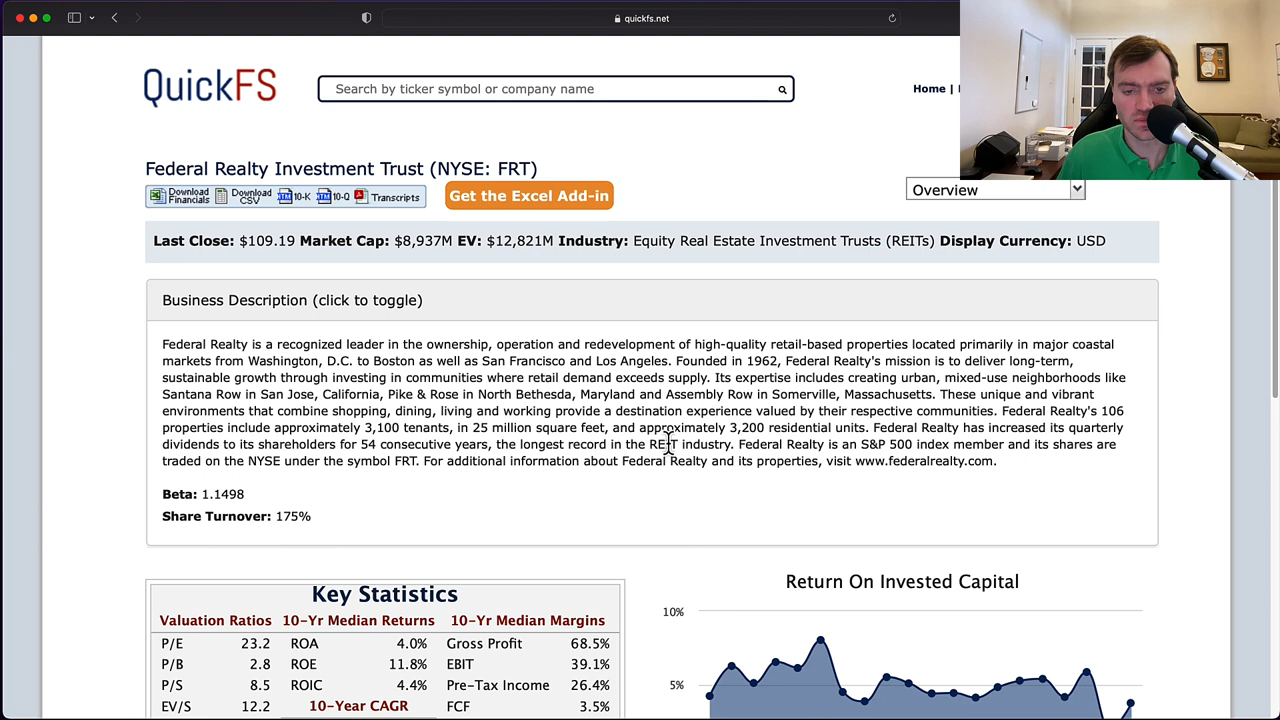 quickfs.net
QuickFS
Search by ticker symbol or company name
Home |
Federal Realty Investment Trust (NYSE: FRT)
Download Financials Download CSV 10-K 10-Q Transcripts
Get the Excel Add-in
Overview
Last Close: $109.19 Market Cap: $8,937M EV: $12,821M Industry: Equity Real Estate Investment Trusts (REITs) Display Currency: USD
Business Description (click to toggle)
Federal Realty is a recognized leader in the ownership, operation and redevelopment of high-quality retail-based properties located primarily in major coastal
markets from Washington, D.C. to Boston as well as San Francisco and Los Angeles. Founded in 1962, Federal Realty's mission is to deliver long-term,
sustainable growth through investing in communities where retail demand exceeds supply. Its expertise includes creating urban, mixed-use neighborhoods like
Santana Row in San Jose, California, Pike & Rose in North Bethesda, Maryland and Assembly Row in Somerville, Massachusetts. These unique and vibrant
environments that combine shopping, dining, living and working provide a destination experience valued by their respective communities. Federal Realty's 106
properties include approximately 3,100 tenants, in 25 million square feet, and approximately 3,200 residential units. Federal Realty has increased its quarterly
dividends to its shareholders for 54 consecutive years, the longest record in the REIT industry. Federal Realty is an S&P 500 index member and its shares are
traded on the NYSE under the symbol FRT. For additional information about Federal Realty and its properties, visit www.federalrealty.com.
Beta: 1.1498
Share Turnover: 175%
Key Statistics
Valuation Ratios 10-Yr Median Returns 10-Yr Median Margins
P/E 23.2 ROA 4.0% Gross Profit 68.5%
P/B 2.8 ROE 11.8% EBIT 39.1%
P/S 8.5 ROIC 4.4% Pre-Tax Income 26.4%
EV/S 12.2 10-Year CAGR FCF 3.5%
Return On Invested Capital
10%
5%